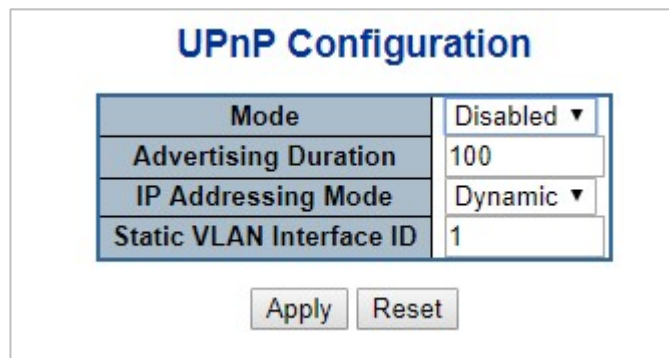 UPnP Configuration
Mode Disabled
Advertising Duration 100
IP Addressing Mode Dynamic
Static VLAN Interface ID 1
Apply Reset